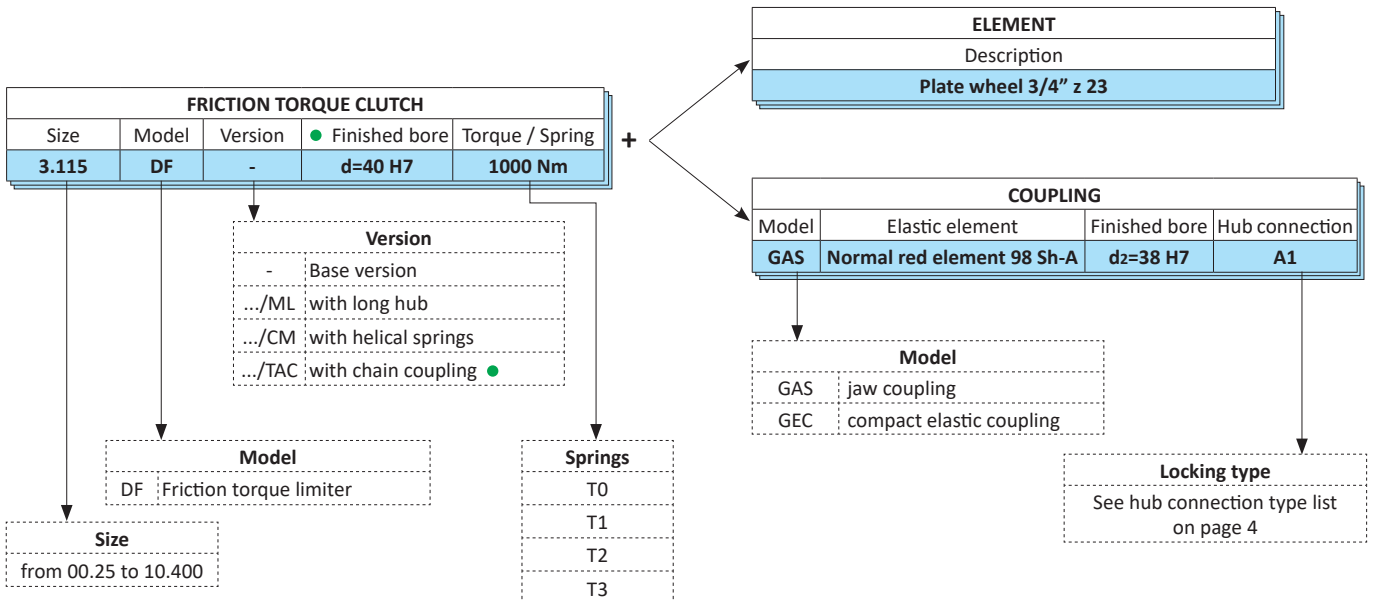 ELEMENT
Description
Plate wheel 3/4” z 23
FRICTION TORQUE CLUTCH
Size Model Version Finished bore Torque / Spring
3.115 DF - d=40 H7 1000 Nm
+
COUPLING
Model Elastic element Finished bore Hub connection
GAS Normal red element 98 Sh-A d2=38 H7 A1
Version
- Base version
.../ML with long hub
.../CM with helical springs
.../TAC with chain coupling
Model
GAS jaw coupling
GEC compact elastic coupling
Model
DF Friction torque limiter
Springs
T0
T1
T2
T3
Locking type
See hub connection type list
on page 4
Size
from 00.25 to 10.400